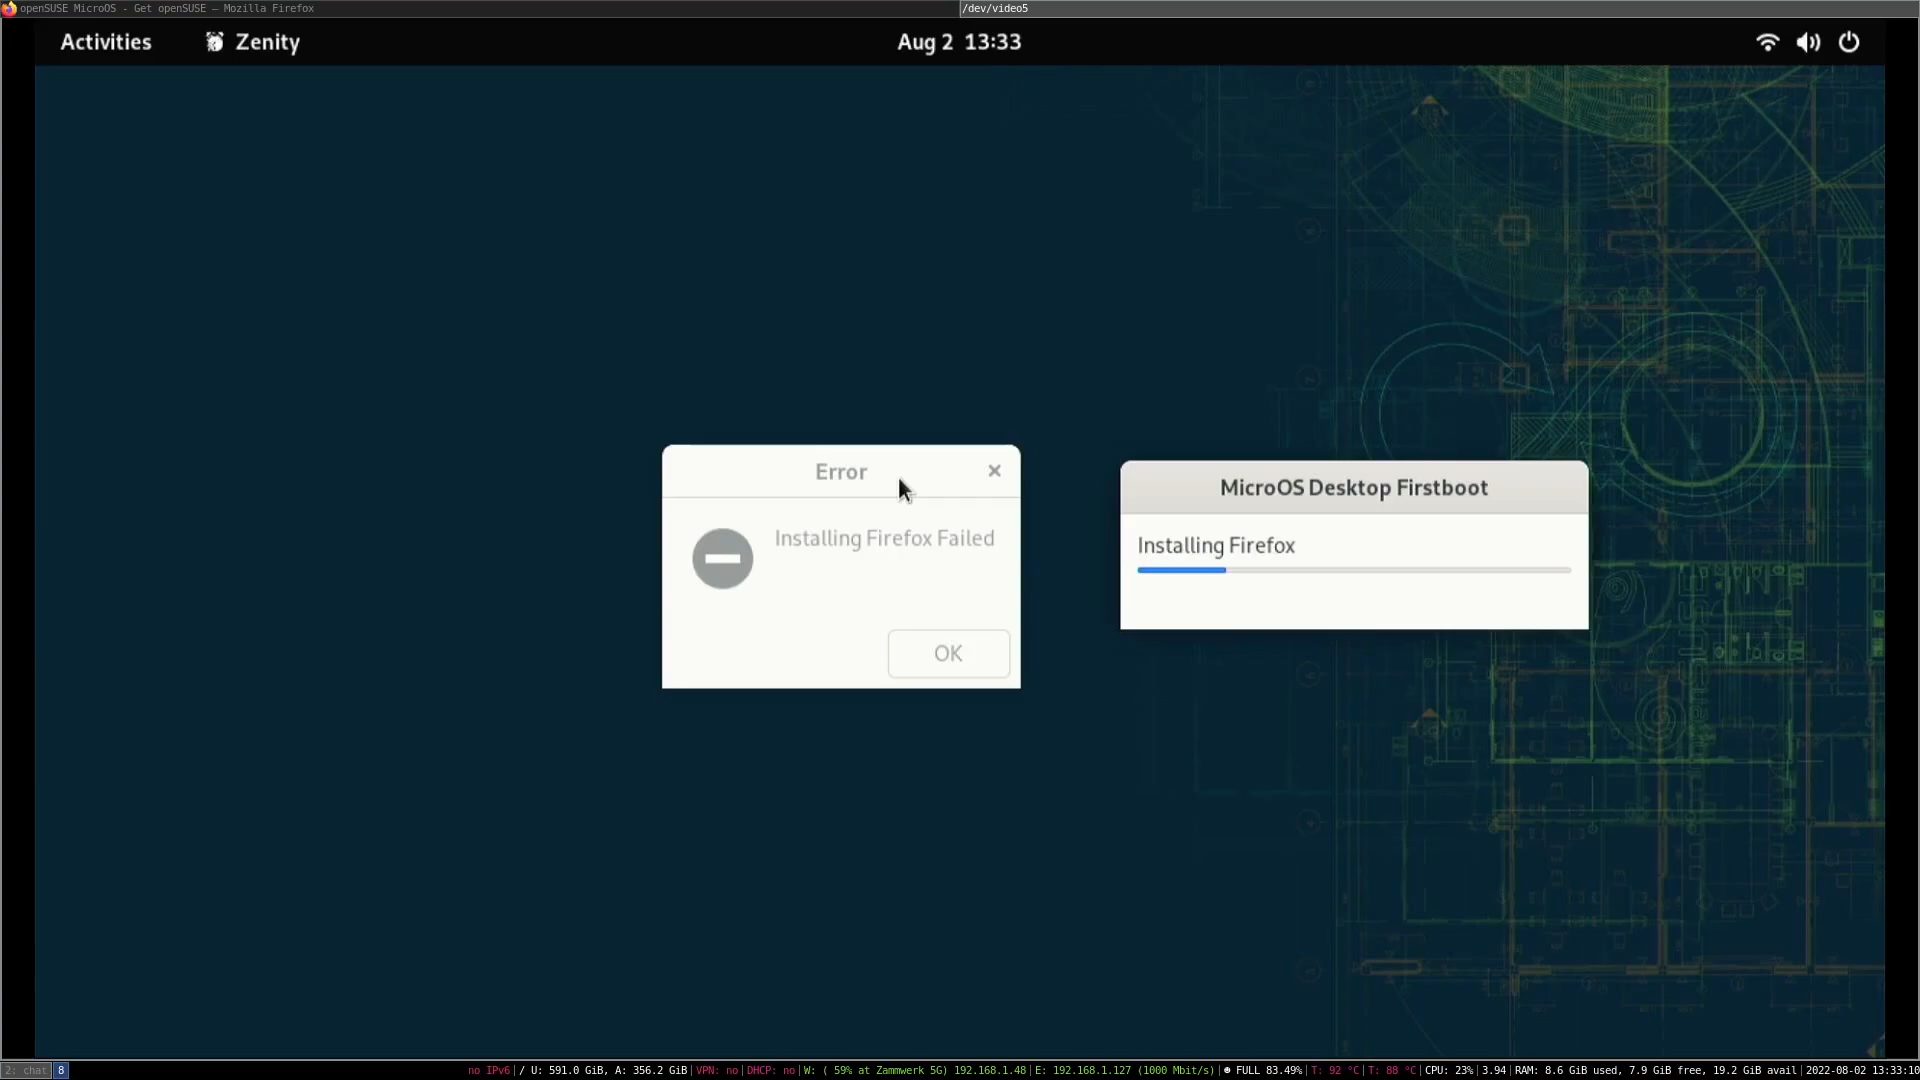 openSUSE MicroOS - Get openSUSE — Mozilla Firefox
/dev/video5
Activities
Zenity
Aug 2 13:33
Error
Installing Firefox Failed
OK
MicroOS Desktop Firstboot
Installing Firefox
2: chat
8
no IPv6|/ U: 591.0 GiB, A: 356.2 GiB|VPN: no|DHCP: no|W: ( 59% at Zammwerk 5G) 192.168.1.48|E: 192.168.1.127 (1000 Mbit/s)|☻ FULL 83.49%|T: 92 °C|T: 88 °C|CPU: 23%|3.94|RAM: 8.6 GiB used, 7.9 GiB free, 19.2 GiB avail|2022-08-02 13:33:10